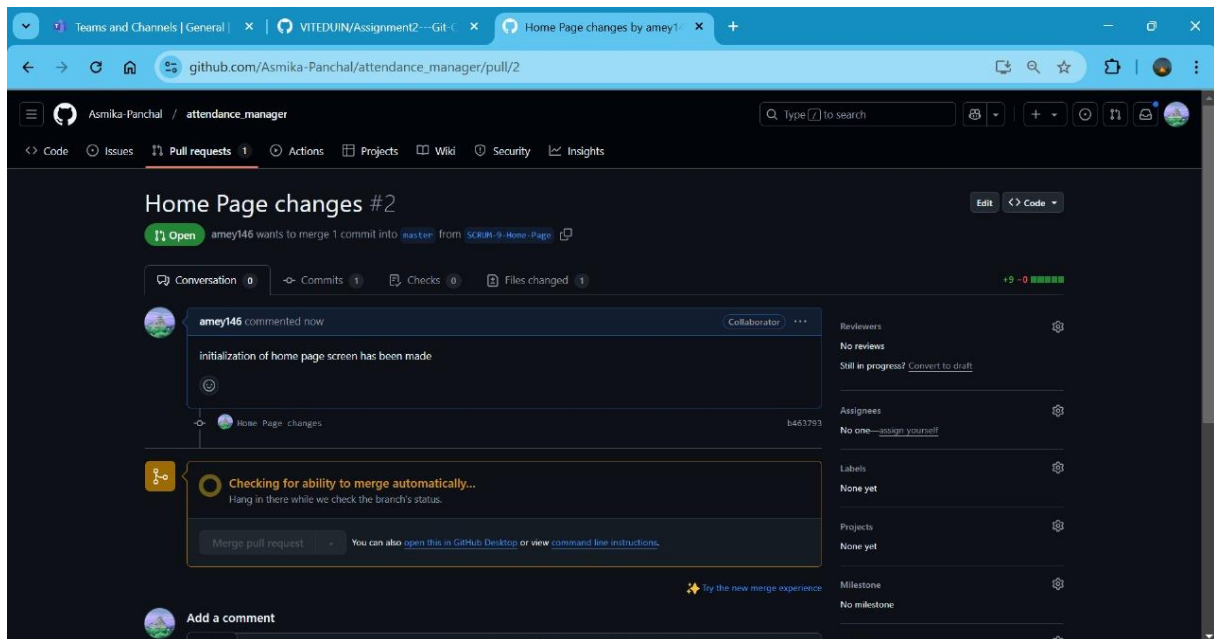 Teams and Channels | General |
VITEDUIN/Assignment2---Git-G
Home Page changes by amey14
github.com/Asmika-Panchal/attendance_manager/pull/2
Asmika-Panchal / attendance_manager
Type / to search
Code
Issues
Pull requests 1
Actions
Projects
Wiki
Security
Insights
Home Page changes #2
Edit
Code
Open
amey146 wants to merge 1 commit into master from SCRUM-9-Home-Page
Conversation 0
Commits 1
Checks 0
Files changed 1
+9 −0
amey146 commented now
Collaborator
initialization of home page screen has been made
Home Page changes
b463793
Checking for ability to merge automatically...
Hang in there while we check the branch's status.
Merge pull request
You can also open this in GitHub Desktop or view command line instructions.
Try the new merge experience
Add a comment
Reviewers
No reviews
Still in progress? Convert to draft
Assignees
No one—assign yourself
Labels
None yet
Projects
None yet
Milestone
No milestone